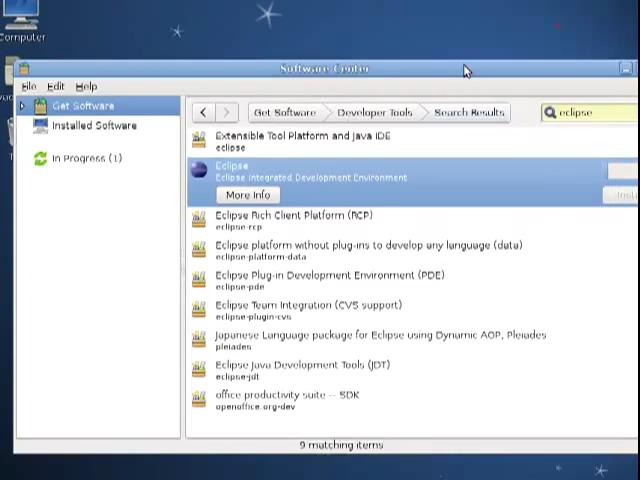 Computer
Software Center
File Edit Help
Get Software
Installed Software
In Progress (1)
Get Software Developer Tools Search Results eclipse
Extensible Tool Platform and Java IDE
eclipse
Eclipse
Eclipse Integrated Development Environment
More Info
Eclipse Rich Client Platform (RCP)
eclipse-rcp
Eclipse platform without plug-ins to develop any language (data)
eclipse-platform-data
Eclipse Plug-in Development Environment (PDE)
eclipse-pde
Eclipse Team Integration (CVS support)
eclipse-plugin-cvs
Japanese Language package for Eclipse using Dynamic AOP, Pleiades
pleiades
Eclipse Java Development Tools (JDT)
eclipse-jdt
office productivity suite -- SDK
openoffice.org-dev
9 matching items